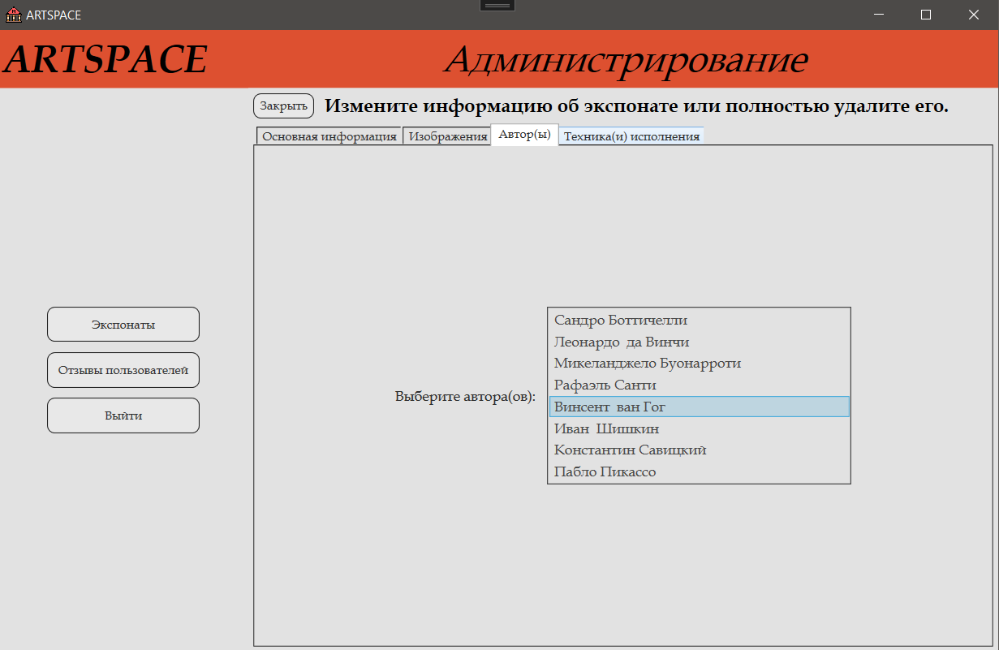 ARTSPACE
ARTSPACE
Администрирование
Закрыть
Измените информацию об экспонате или полностью удалите его.
Основная информация
Изображения
Автор(ы)
Техника(и) исполнения
Экспонаты
Отзывы пользователей
Выйти
Выберите автора(ов):
Сандро Боттичелли
Леонардо  да Винчи
Микеланджело Буонарроти
Рафаэль Санти
Винсент  ван Гог
Иван  Шишкин
Константин Савицкий
Пабло Пикассо